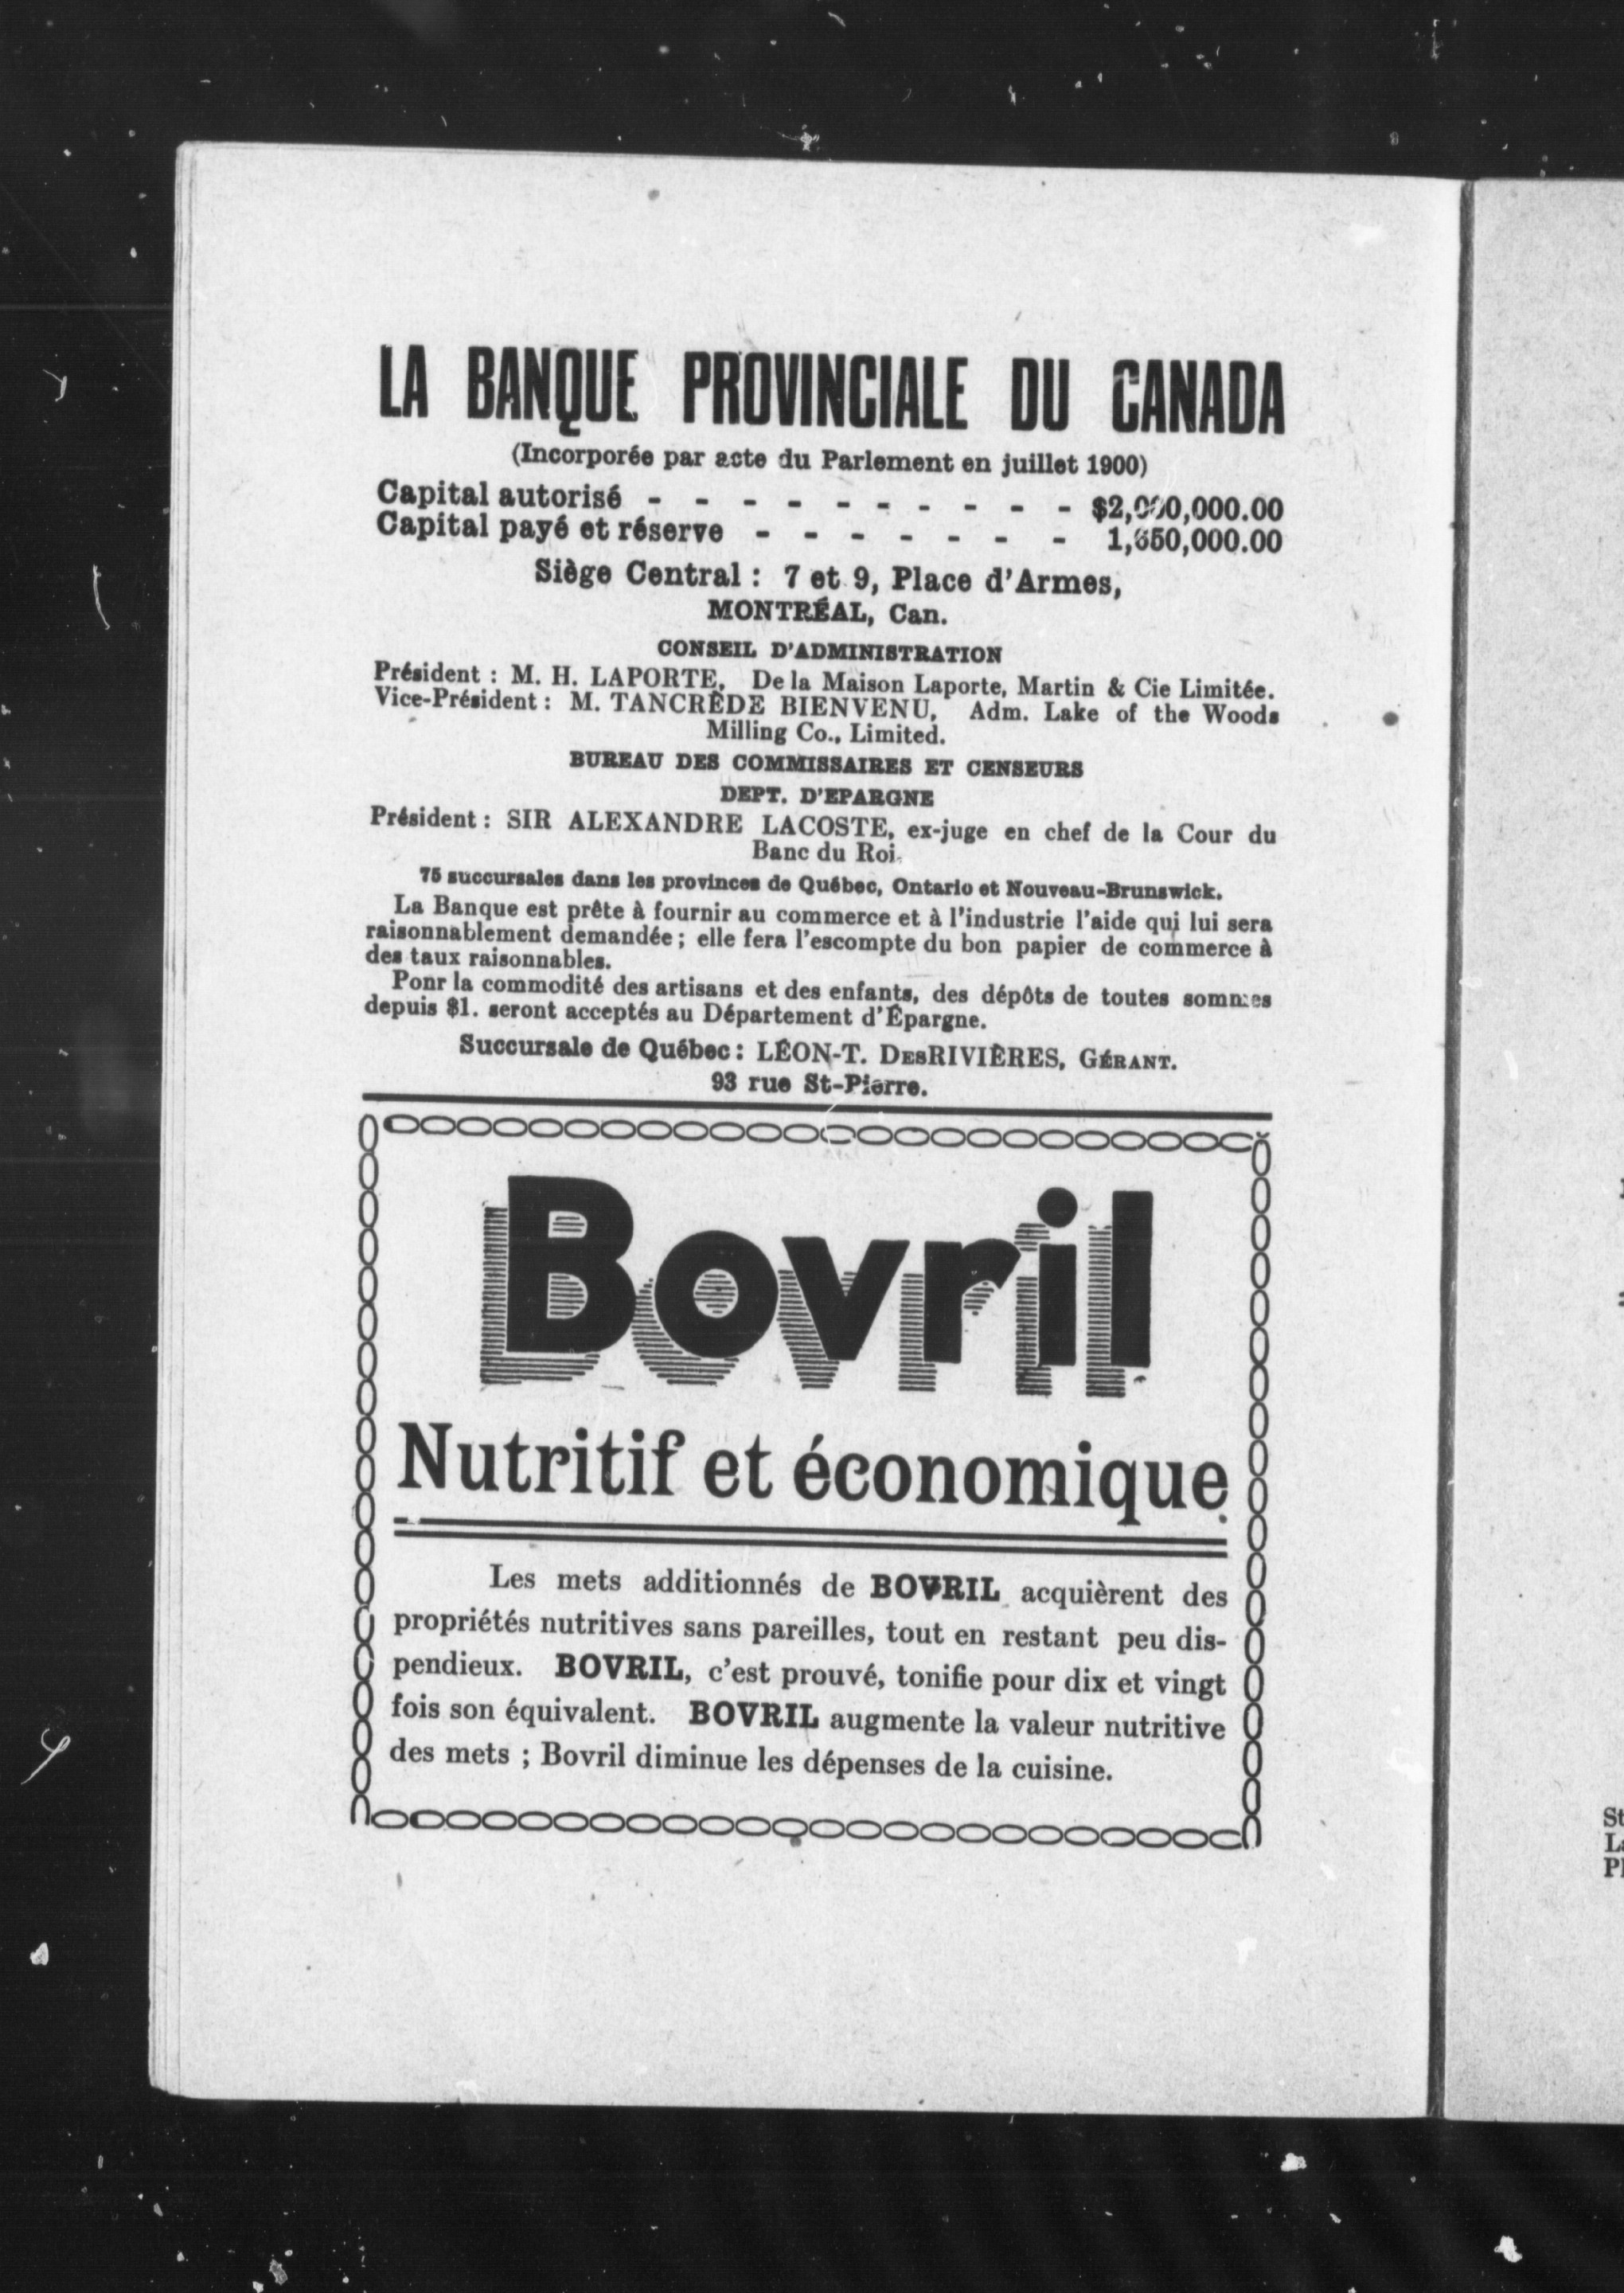 LA BANQUE PROVINCIALE DU CANADA
(Incorporée par acte du Parlement en juillet 1900)
Capital autorisé - - - - - - - - - - $2,000,000.00
Capital payé et réserve - - - - - - - 1,650,000.00
Siège Central : 7 et 9, Place d'Armes,
MONTRÉAL, Can.
CONSEIL D'ADMINISTRATION
Président : M. H. LAPORTE, De la Maison Laporte, Martin & Cie Limitée.
Vice-Président : M. TANCRÈDE BIENVENU, Adm. Lake of the Woods
Milling Co., Limited.
BUREAU DES COMMISSAIRES ET CENSEURS
DEPT. D'EPARGNE
Président : SIR ALEXANDRE LACOSTE, ex-juge en chef de la Cour du
Banc du Roi.
75 succursales dans les provinces de Québec, Ontario et Nouveau-Brunswick.
La Banque est prête à fournir au commerce et à l'industrie l'aide qui lui sera
raisonnablement demandée ; elle fera l'escompte du bon papier de commerce à
des taux raisonnables.
Ponr la commodité des artisans et des enfants, des dépôts de toutes sommes
depuis $1. seront acceptés au Département d'Épargne.
Succursale de Québec : LÉON-T. DESRIVIÈRES, GÉRANT.
93 rue St-Pierre.
Bovril
Nutritif et économique
Les mets additionnés de BOVRIL acquièrent des
propriétés nutritives sans pareilles, tout en restant peu dis-
pendieux. BOVRIL, c'est prouvé, tonifie pour dix et vingt
fois son équivalent. BOVRIL augmente la valeur nutritive
des mets ; Bovril diminue les dépenses de la cuisine.